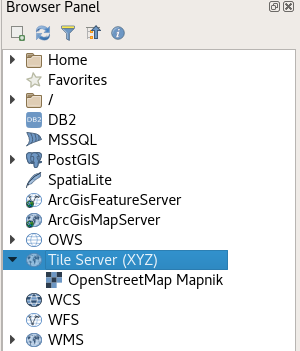 Browser Panel
Home
Favorites
/
DB2 DB2
MSSQL
PostGIS
SpatiaLite
ArcGisFeatureServer
ArcGisMapServer
OWS
Tile Server (XYZ)
OpenStreetMap Mapnik
WCS
WFS
WMS